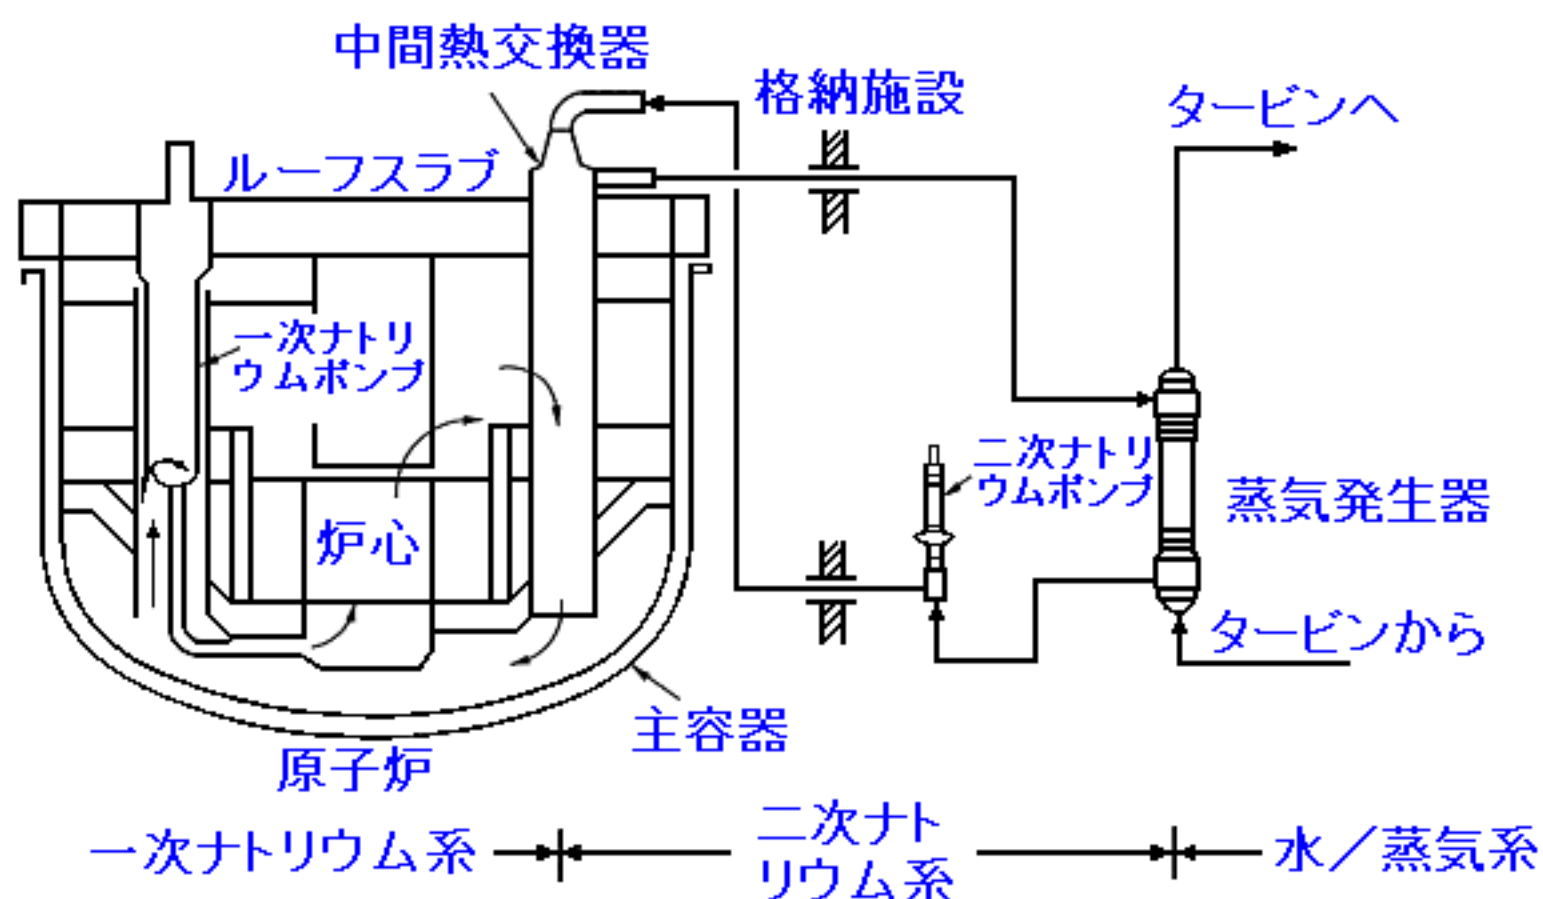 中間熱交換器
格納施設
タービンへ
ルーフスラブ
一次ナトリ
ウムポンプ
二次ナトリ
ウムポンプ
蒸気発生器
炉心
タービンから
主容器
原子炉
一次ナトリウム系
二次ナト
リウム系
水／蒸気系